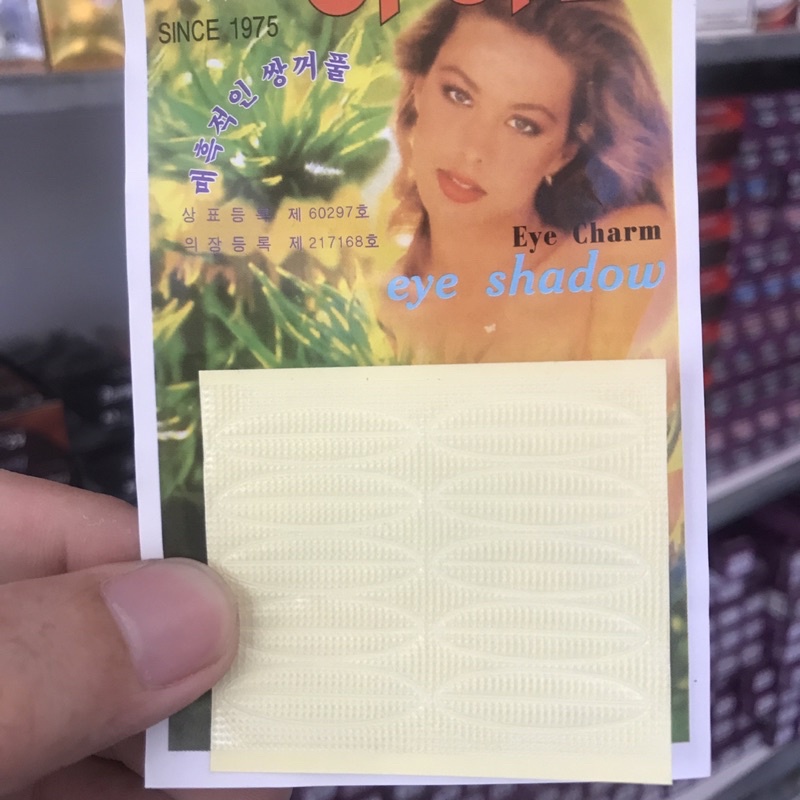 SINCE 1975
매혹적인 쌍꺼풀
상표등록 제 60297호
의장등록 제 217168호
Eye Charm
eye shadow